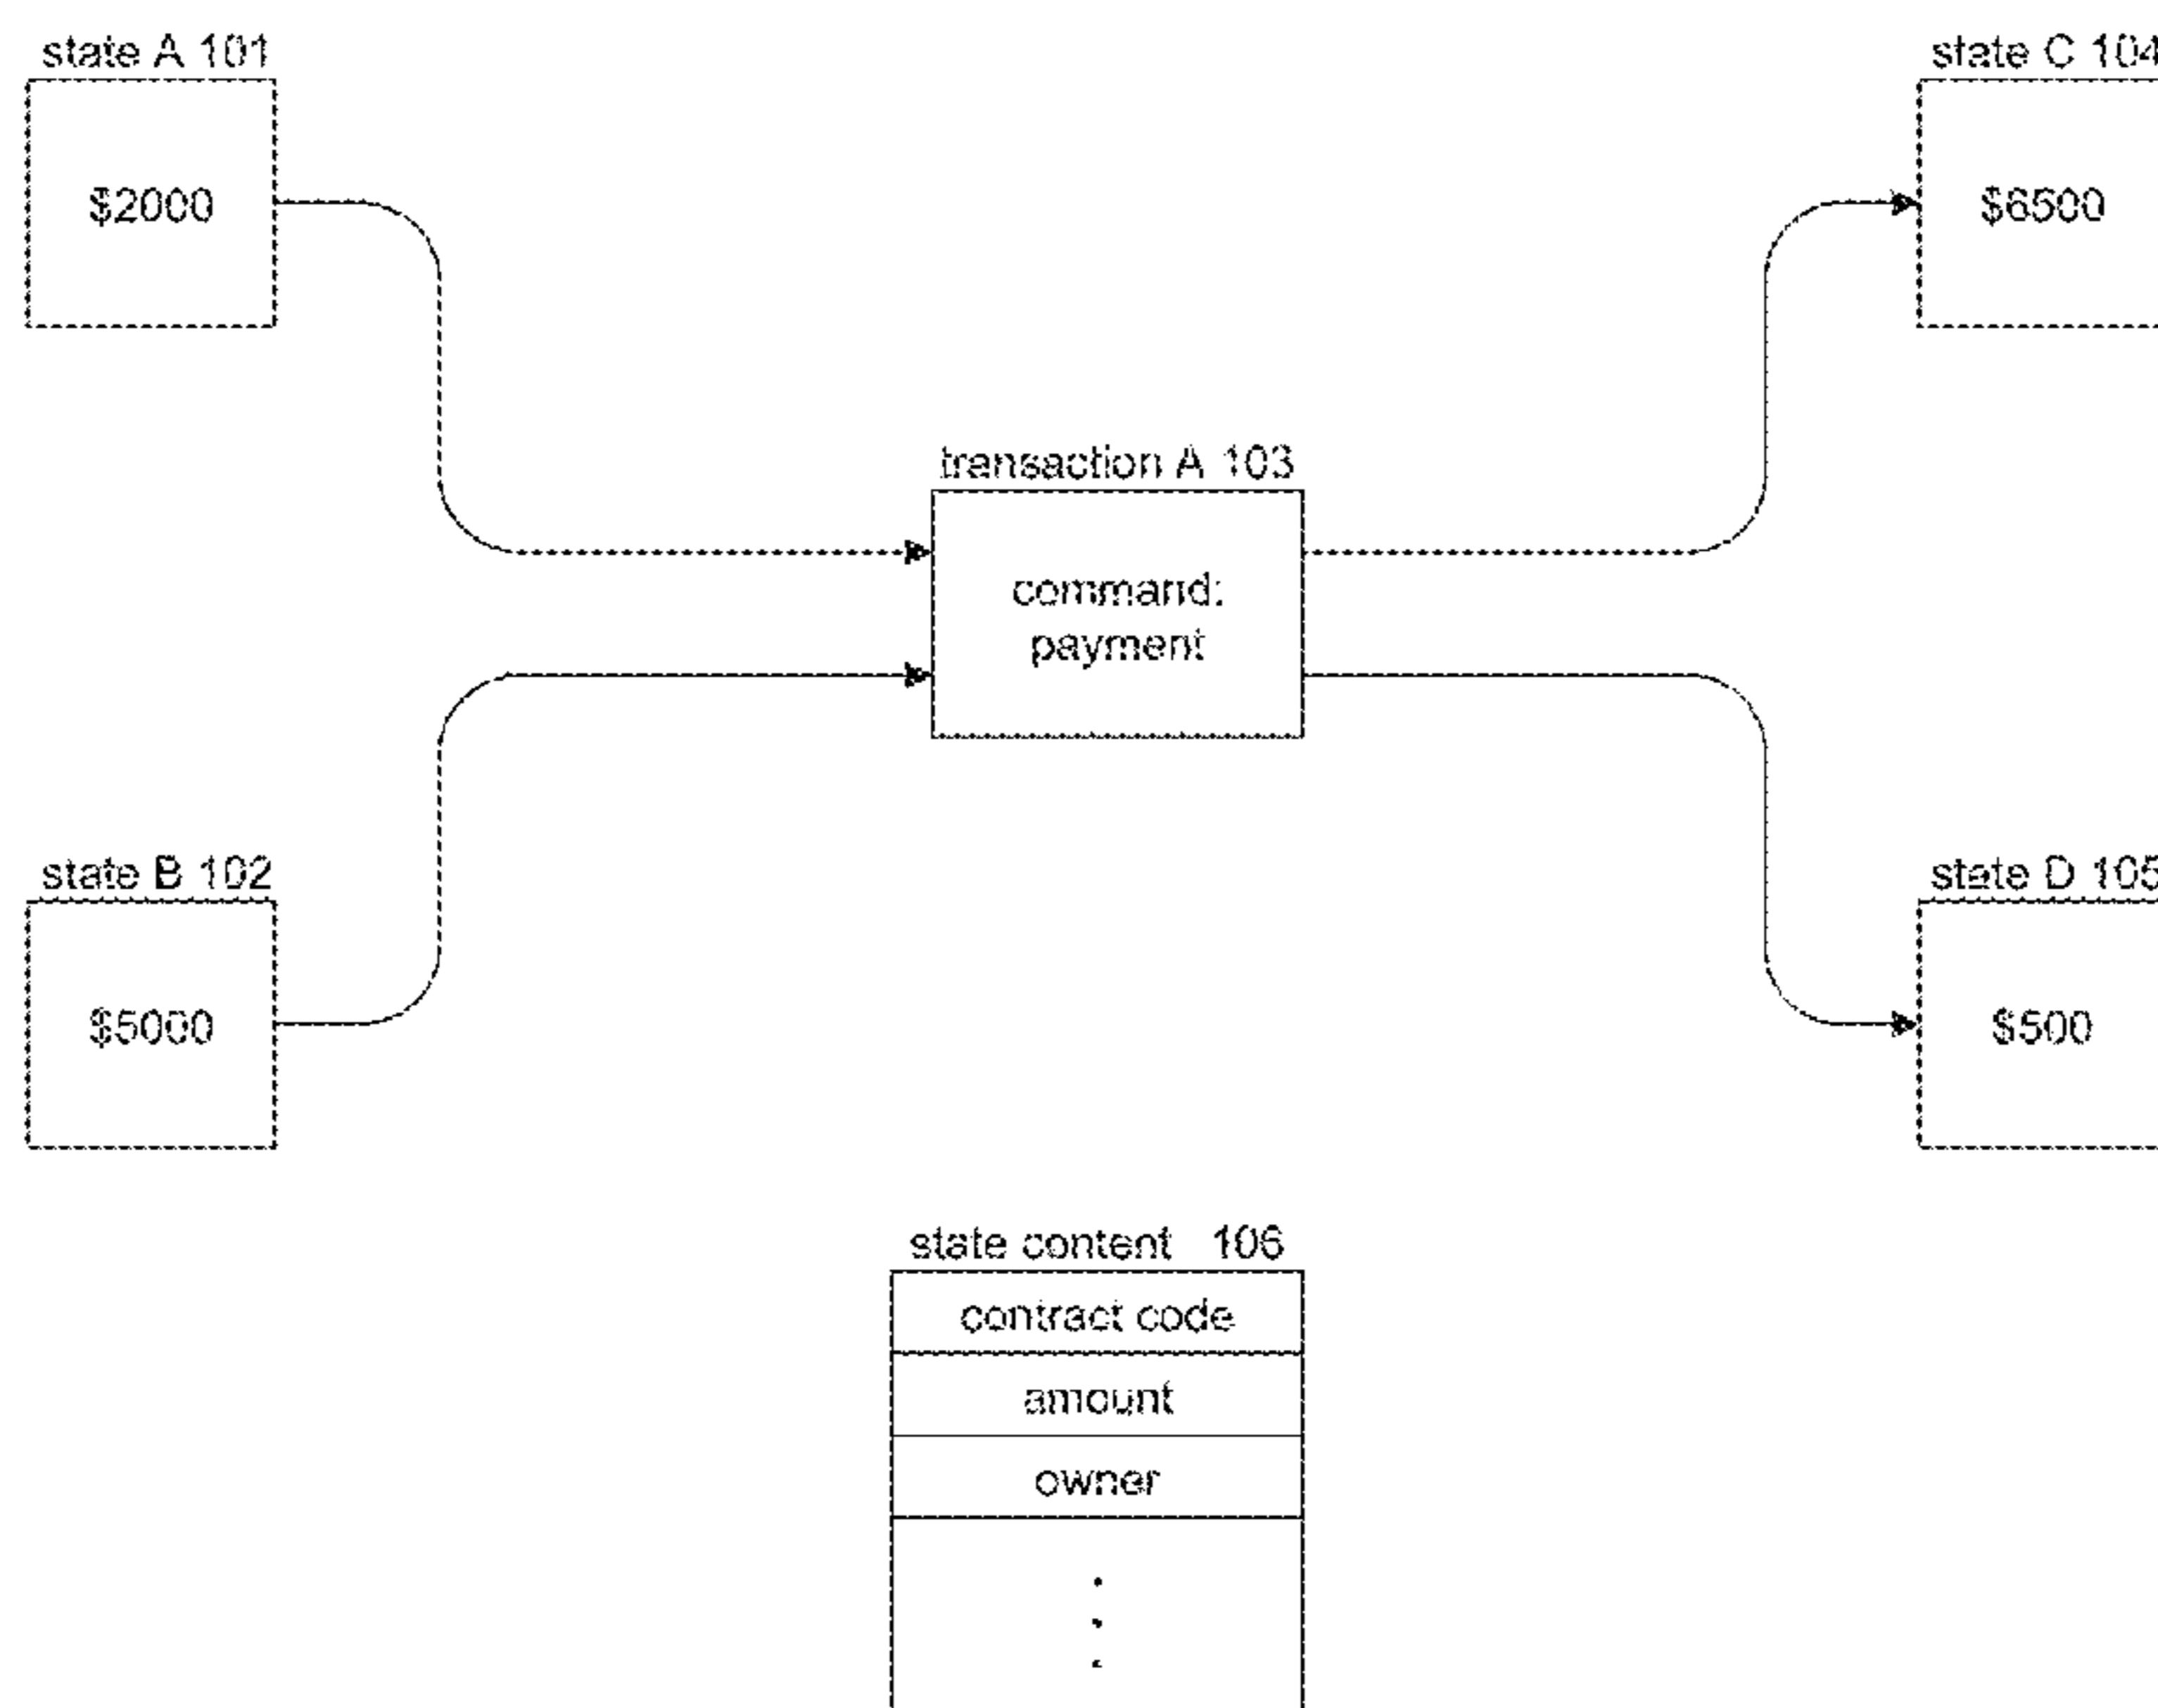 state A 101
$2000
state C 104
$6500
transaction A 103
command:
payment
state B 102
$5000
state D 105
$500
state content 106
contract code
amount
owner